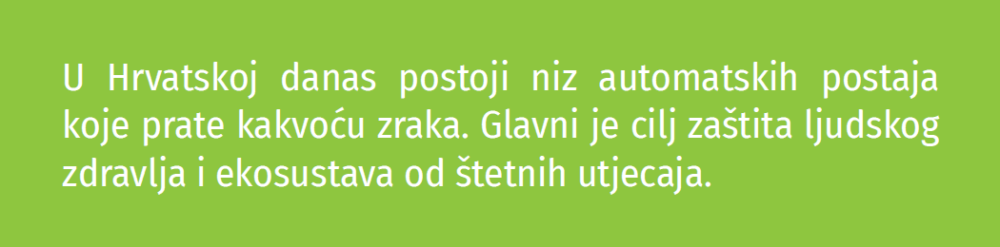 U Hrvatskoj danas postoji niz automatskih postaja
koje prate kakvoću zraka. Glavni je cilj zaštita ljudskog
zdravlja i ekosustava od štetnih utjecaja.